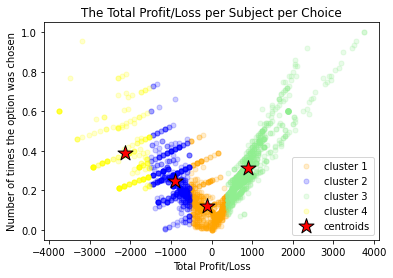 The Total Profit/Loss per Subject per Choice
Number of times the option was chosen
1.0
0.8
0.6
0.4
0.2
0.0
cluster 1
cluster 2
cluster 3
cluster 4
centroids
−4000 −3000 −2000 −1000 0 1000 2000 3000 4000
Total Profit/Loss